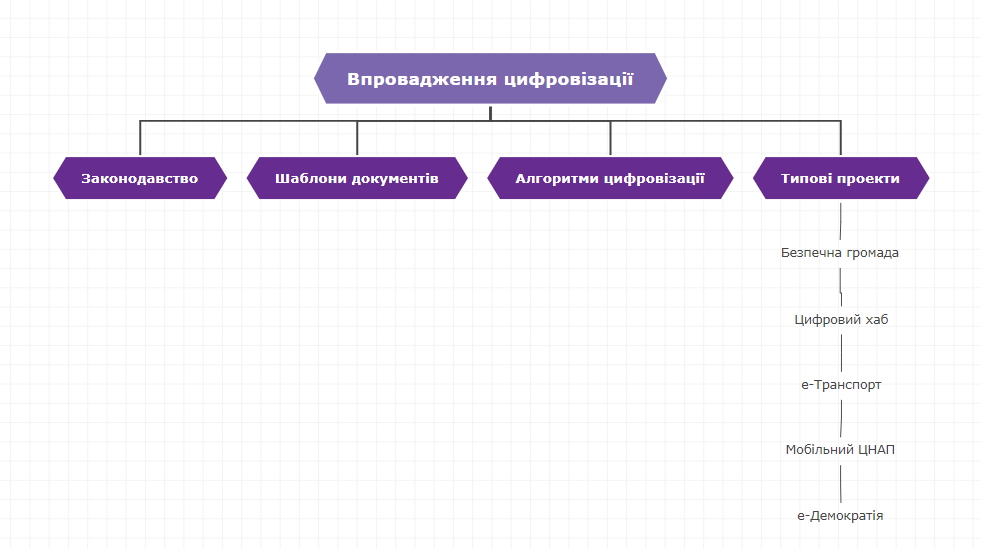 Впровадження цифровізації
Законодавство
Шаблони документів
Алгоритми цифровізації
Типові проекти
Безпечна громада
Цифровий хаб
е-Транспорт
Мобільний ЦНАП
е-Демократія